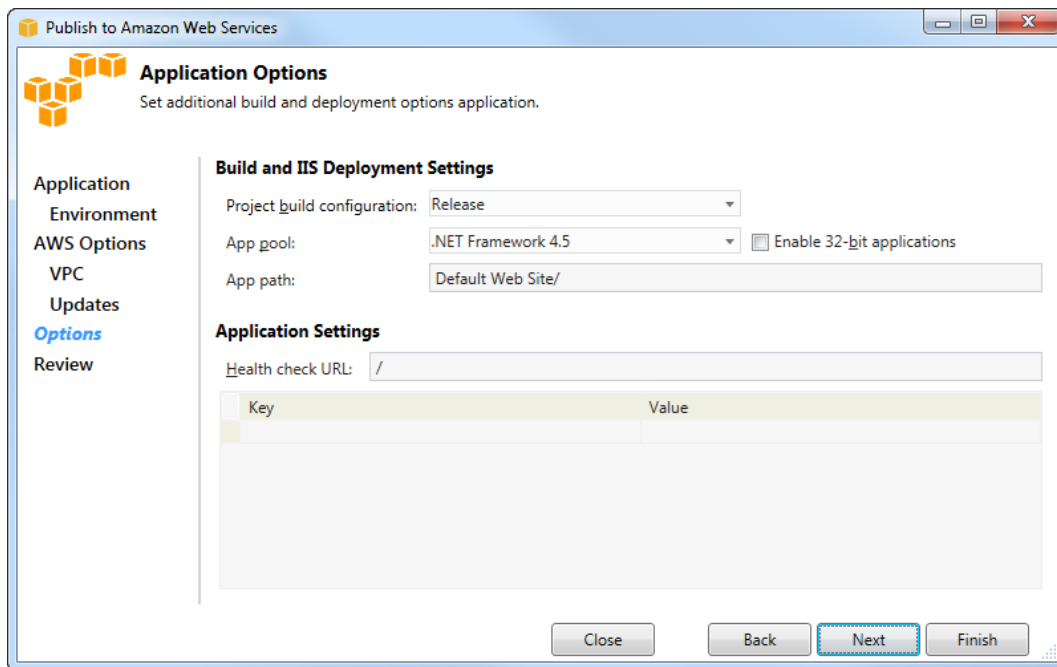 Publish to Amazon Web Services
Application Options
Set additional build and deployment options application.
Application
Environment
AWS Options
VPC
Updates
Options
Review
Build and IIS Deployment Settings
Project build configuration: Release
App pool: .NET Framework 4.5 Enable 32-bit applications
App path: Default Web Site/
Application Settings
Health check URL: /
Key Value
Close Back Next Finish